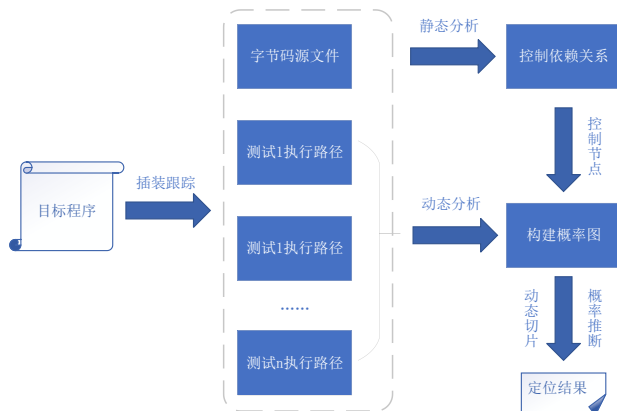 静态分析
字节码源文件
控制依赖关系
测试1执行路径
控制节点
插装跟踪
目标程序
动态分析
测试1执行路径
构建概率图
......
动态切片
概率推断
测试n执行路径
定位结果